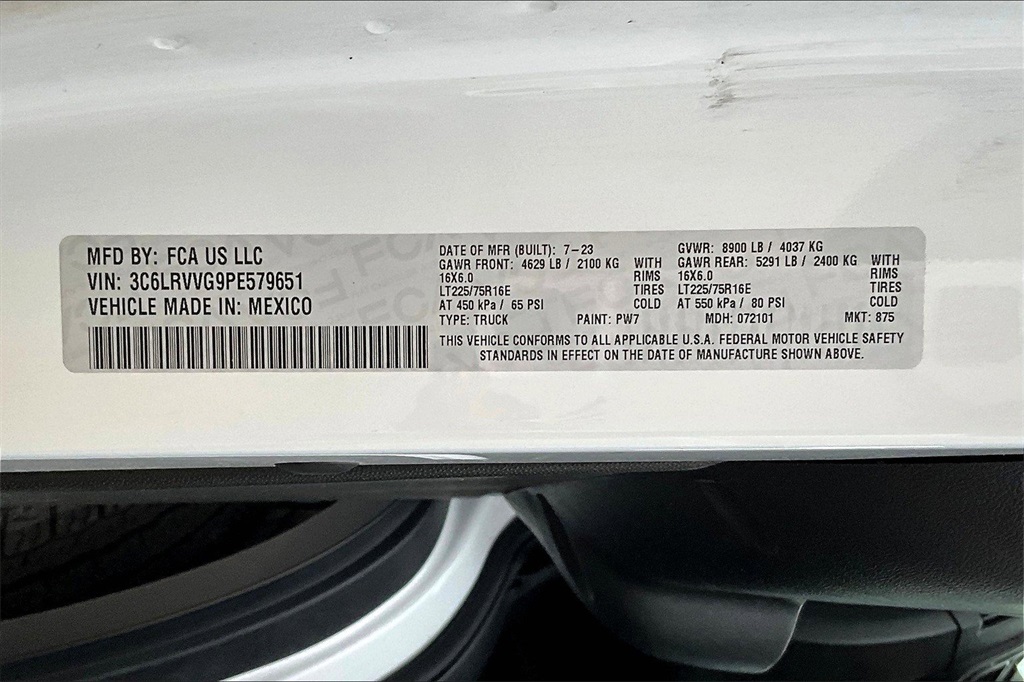 MFD BY: FCA US LLC
VIN: 3C6LRVVG9PE579651
VEHICLE MADE IN: MEXICO
DATE OF MFR (BUILT): 7-23
GAWR FRONT: 4629 LB / 2100 KG WITH
16X6.0 RIMS
LT225/75R16E TIRES
AT 450 kPa / 65 PSI COLD
TYPE: TRUCK PAINT: PW7
GVWR: 8900 LB / 4037 KG
GAWR REAR: 5291 LB / 2400 KG WITH
16X6.0 RIMS
LT225/75R16E TIRES
AT 550 kPa / 80 PSI COLD
MDH: 072101 MKT: 875
THIS VEHICLE CONFORMS TO ALL APPLICABLE U.S.A. FEDERAL MOTOR VEHICLE SAFETY
STANDARDS IN EFFECT ON THE DATE OF MANUFACTURE SHOWN ABOVE.